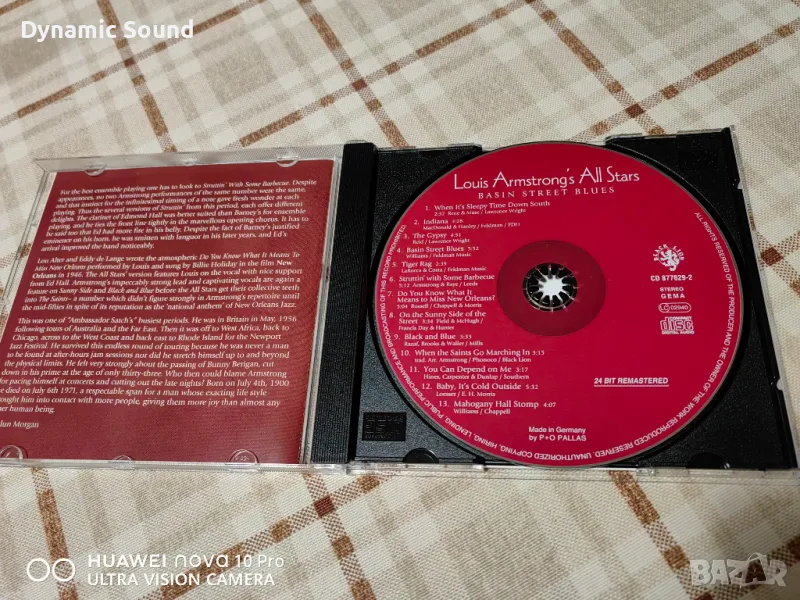 Dynamic Sound
For the best ensemble playing one has to look to Struttin' With Some Barbecue. Despite
appearances, no two Armstrong performances of the same number were the same,
and that instinct for the infinitesimal timing of a note gave fresh wonder at each
hearing. Thus the several versions of Struttin' from this period, each offer different
delights. The clarinet of Edmond Hall was better suited than Barney's for ensemble
playing, and he ties the front line tightly in the marvellous opening chorus. It has to
be said too that Ed had more fire in his belly. Despite the fact of Barney's justified
eminence on his horn, he was smitten with languor in his later years, and Ed's
arrival improved the band noticeably.
Lou Alter and Eddy de Lange wrote the atmospheric Do You Know What It Means To
Miss New Orleans performed by Louis and sung by Billie Holiday in the film New
Orleans in 1946. The All Stars' version features Louis on the vocal with nice support
from Ed Hall. Armstrong's impeccably strong lead and captivating vocals are again a
feature on Sunny Side and Black and Blue before the All Stars get their collective teeth
into The Saints - a number which didn't figure strongly in Armstrong's repertoire until
the mid-fifties in spite of its reputation as the 'national anthem' of New Orleans Jazz.
This was one of "Ambassador Satch's" busiest periods. He was in Britain in May, 1956
following tours of Australia and the Far East. Then it was off to West Africa, back to
Chicago, across to the West Coast and back east to Rhode Island for the Newport
Jazz Festival. He survived this endless round of touring because he was never a man
to be found at after-hours jam sessions nor did he stretch himself up to and beyond
the physical limits. He felt very strongly about the passing of Bunny Berigan, cut
down in his prime at the age of only thirty-three. Who then could blame Armstrong
for pacing himself at concerts and cutting out the late nights? Born on July 4th, 1900
he died on July 6th 1971, a respectable span for a man whose exacting life style
brought him into contact with more people, giving them more joy than almost any
other human being.
Alun Morgan
Louis Armstrong's All Stars
BASIN STREET BLUES
1. When It's Sleepy Time Down South
2:37 Rene & Muse / Lawrence Wright
2. Indiana 4:28
MacDonald & Hanley / Feldman / EDH
3. The Gypsy 4:31
Reid / Lawrence Wright
4. Basin Street Blues 5:12
Williams / Feldman Music
5. Tiger Rag 3:14
LaRocca & Costa / Feldman Music
6. Struttin' with Some Barbecue
5:12 Armstrong & Raye / Leeds
7. Do You Know What It
Means to Miss New Orleans?
3:04 Russell / Chappell & Morris
8. On the Sunny Side of the
Street 3:34 Field & McHugh /
Francis Day & Hunter
9. Black and Blue 3:33
Razaf, Brooks & Waller / Mills
10. When the Saints Go Marching In 3:13
trad. Arr. Armstrong / Phonoco / Black Lion
11. You Can Depend on Me 5:13
Hines, Carpenter & Dunlap / Southern
12. Baby, It's Cold Outside 5:32
Loesser / E. H. Morris
13. Mahogany Hall Stomp 4:07
Williams / Chappell
BLACK LION
CD 877629-2
STEREO
GEMA
LC 02940
COMPACT
disc
DIGITAL AUDIO
24 BIT REMASTERED
Made in Germany
by P+O PALLAS
ALL RIGHTS OF THE PRODUCER AND THE OWNER OF THE WORK REPRODUCED RESERVED. UNAUTHORIZED COPYING, HIRING, LENDING, PUBLIC PERFORMANCE AND BROADCASTING OF THIS RECORD PROHIBITED.
HUAWEI nova 10 Pro
ULTRA VISION CAMERA
BAZAR